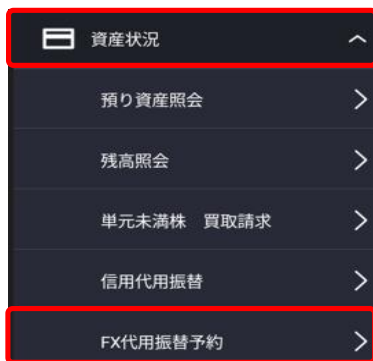 資産状況
預り資産照会
残高照会
単元未満株　買取請求
信用代用振替
FX代用振替予約